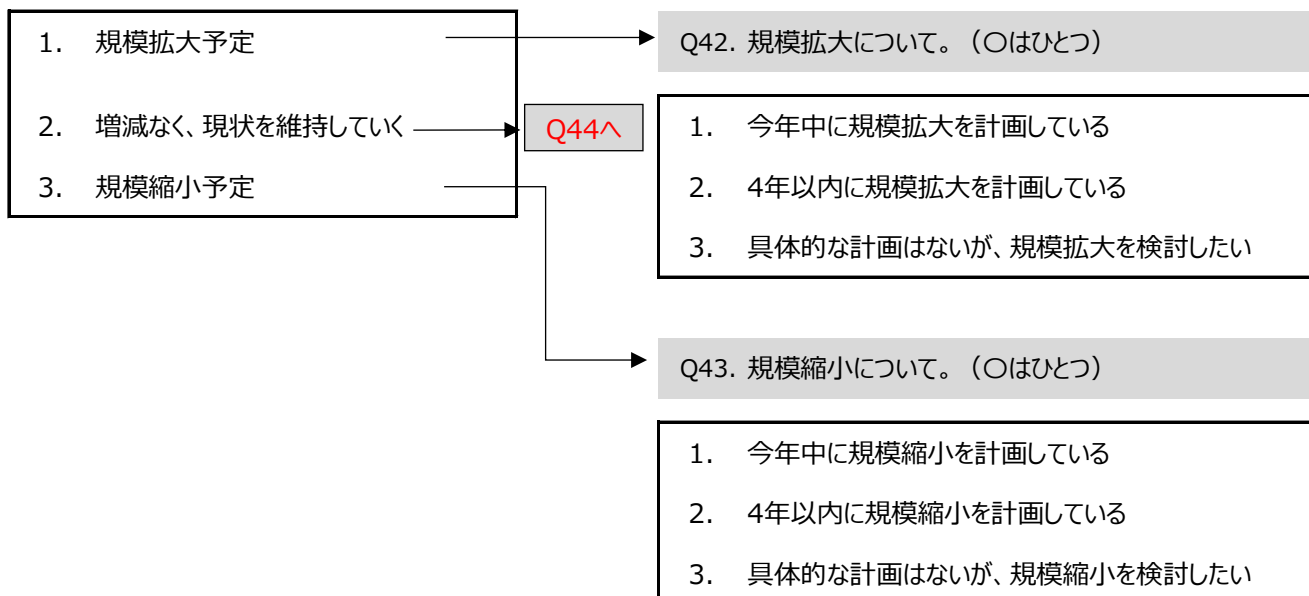 1. 規模拡大予定
2. 増減なく、現状を維持していく
3. 規模縮小予定
Q44へ
Q42. 規模拡大について。（〇はひとつ）
1. 今年中に規模拡大を計画している
2. 4年以内に規模拡大を計画している
3. 具体的な計画はないが、規模拡大を検討したい
Q43. 規模縮小について。（〇はひとつ）
1. 今年中に規模縮小を計画している
2. 4年以内に規模縮小を計画している
3. 具体的な計画はないが、規模縮小を検討したい